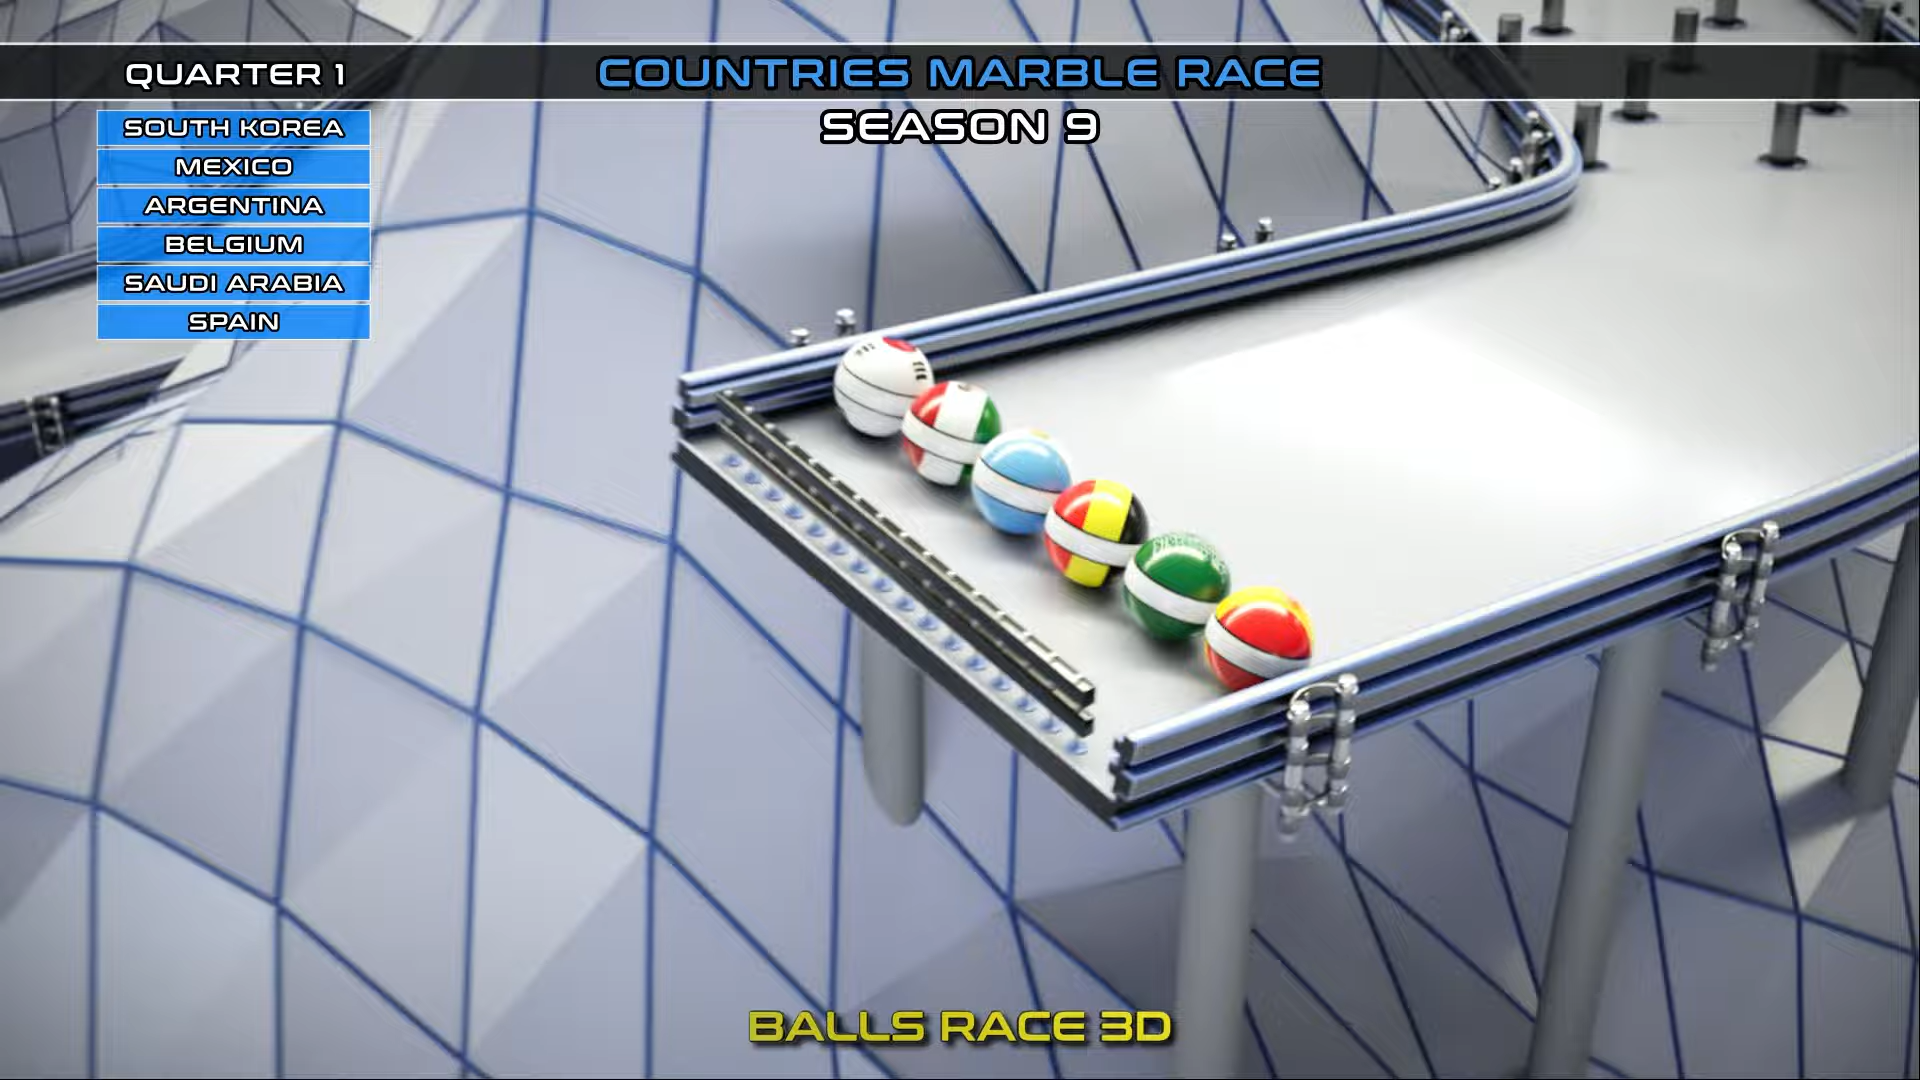 QUARTER 1
COUNTRIES MARBLE RACE
SEASON 9
SOUTH KOREA
MEXICO
ARGENTINA
BELGIUM
SAUDI ARABIA
SPAIN
BALLS RACE 3D